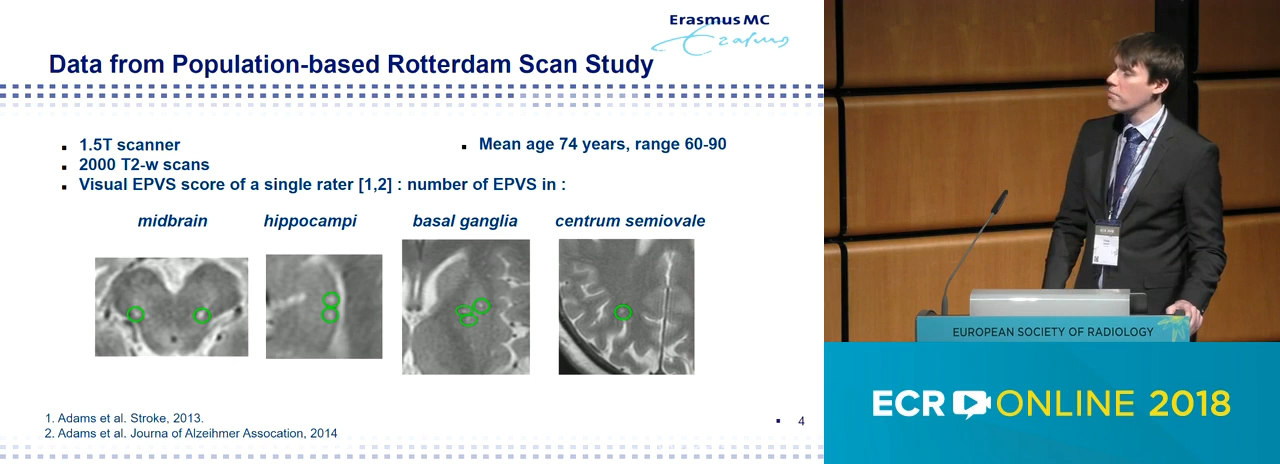 Erasmus MC
Erasmus
Data from Population-based Rotterdam Scan Study
1.5T scanner
2000 T2-w scans
Visual EPVS score of a single rater [1,2] : number of EPVS in :
Mean age 74 years, range 60-90
midbrain hippocampi basal ganglia centrum semiovale
1. Adams et al. Stroke, 2013.
2. Adams et al. Journa of Alzeihmer Assocation, 2014
4
EUROPEAN SOCIETY OF RADIOLOGY
ECR ONLINE 2018